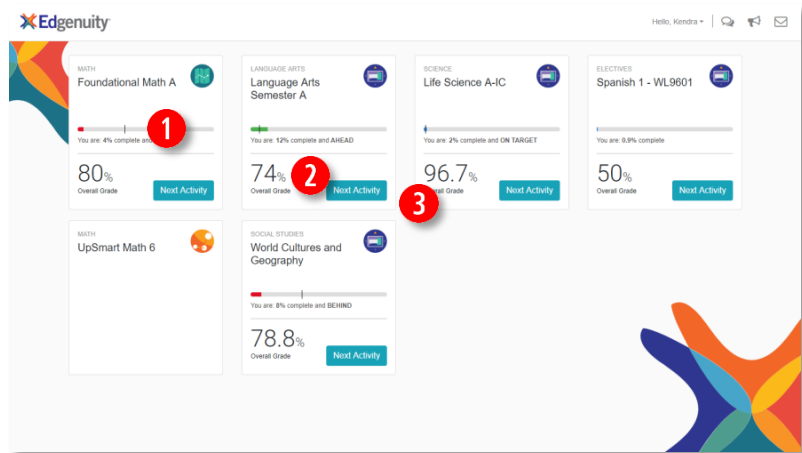 Edgenuity
Hello, Kendra
MATH
Foundational Math A
You are: 4% complete and
80%
Overall Grade
Next Activity
1
LANGUAGE ARTS
Language Arts
Semester A
You are: 12% complete and AHEAD
74%
Overall Grade
Next Activity
2
SCIENCE
Life Science A-IC
You are: 2% complete and ON TARGET
96.7%
Grade
Next Activity
3
ELECTIVES
Spanish 1 - WL9601
You are: 0.9% complete
50%
Overall Grade
Next Activity
MATH
UpSmart Math 6
SOCIAL STUDIES
World Cultures and
Geography
You are: 8% complete and BEHIND
78.8%
Overall Grade
Next Activity